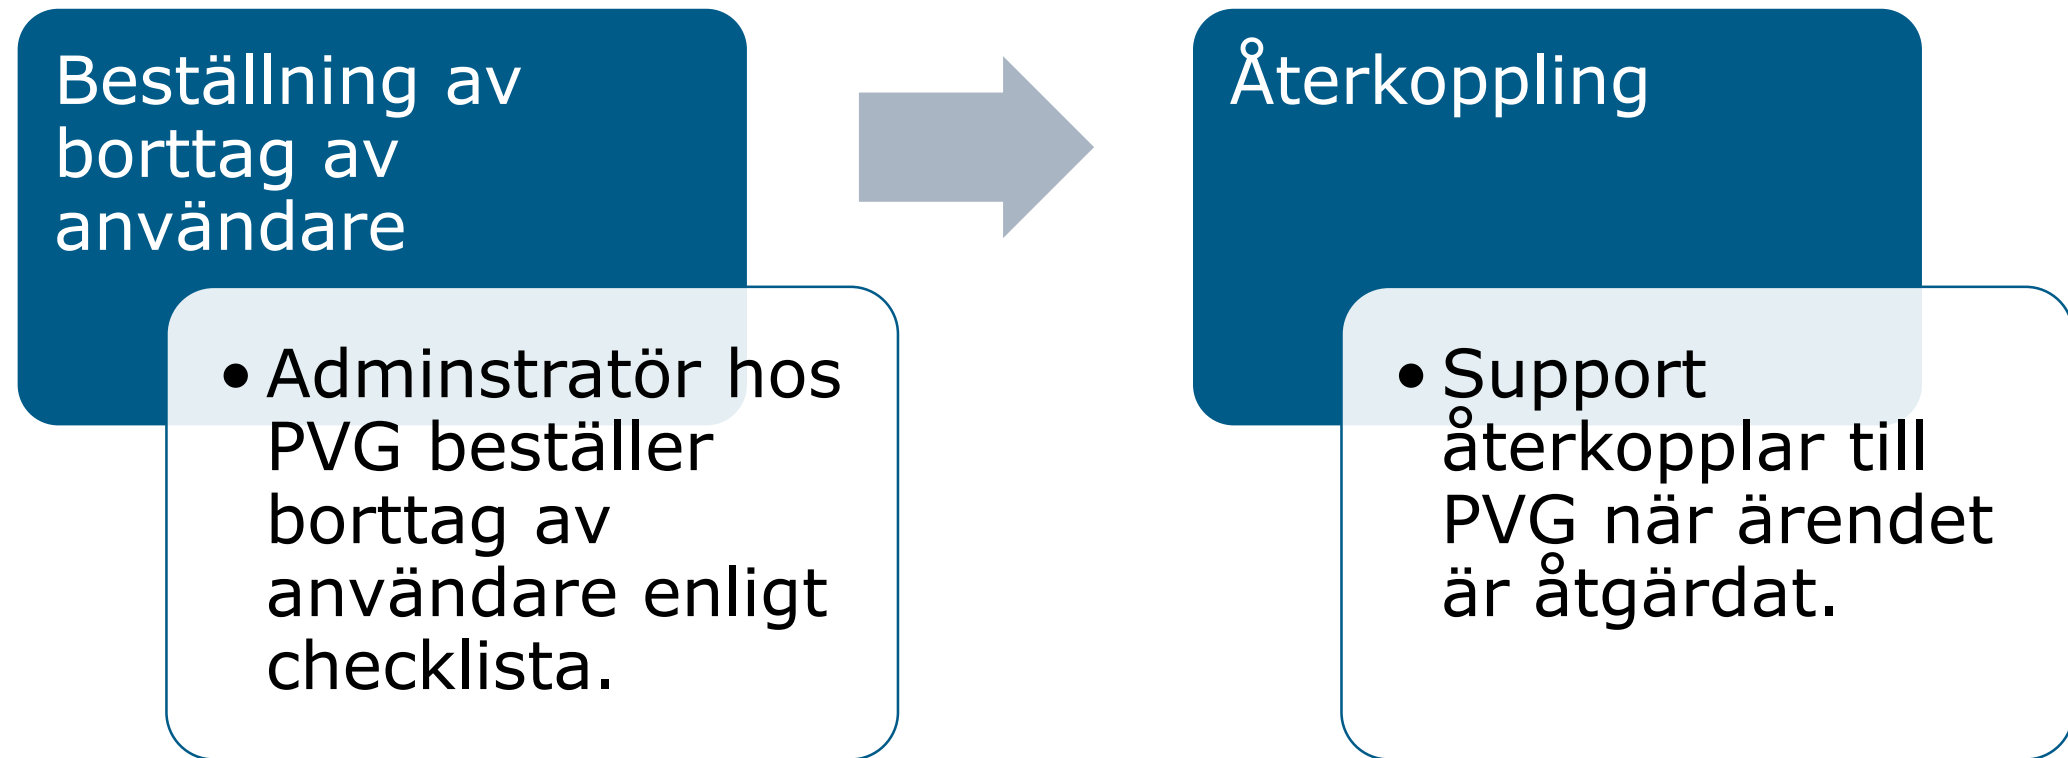 Beställning av
borttag av
användare
• Adminstratör hos
PVG beställer
borttag av
användare enligt
checklista.
Återkoppling
• Support
återkopplar till
PVG när ärendet
är åtgärdat.